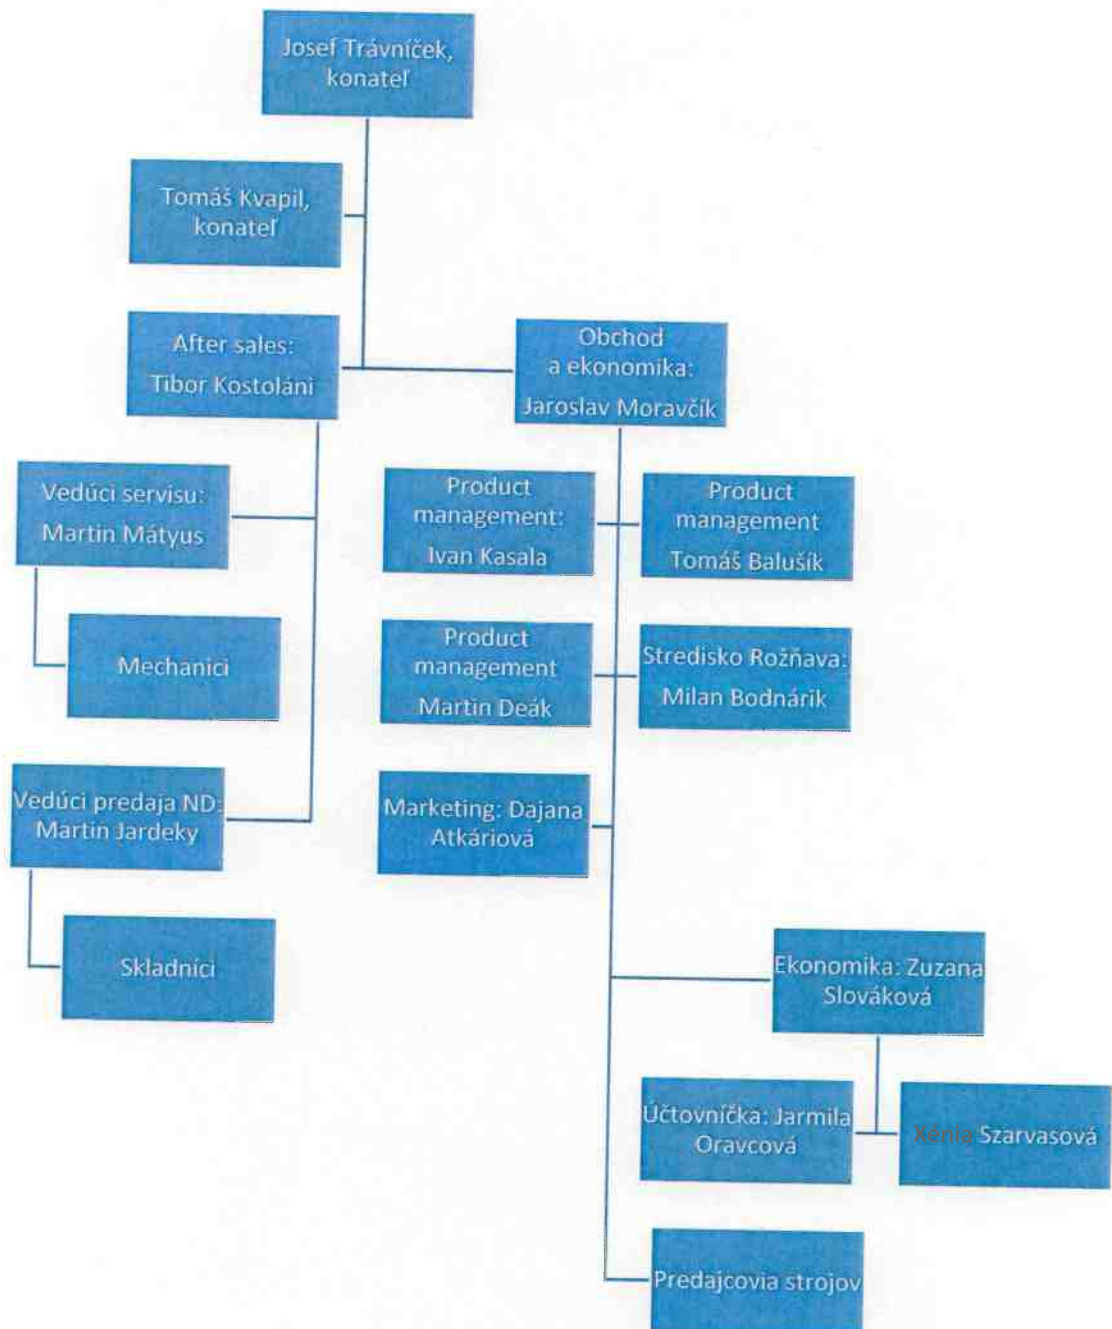 Josef Trávníček,
konateľ
Tomáš Kvapil,
konateľ
After sales:
Tibor Kostoláni
Obchod
a ekonomika:
Jaroslav Moravčík
Vedúci servisu:
Martin Mátyus
Product
management:
Ivan Kasala
Product
management
Tomáš Balušík
Mechanici
Product
management
Martin Deák
Stredisko Rožňava:
Milan Bodnárik
Vedúci predaja ND:
Martin Jardeky
Marketing: Dajana
Atkáriová
Skladníci
Ekonomika: Zuzana
Slováková
Účtovníčka: Jarmila
Oravcová
Xénia Szarvasová
Predajcovia strojov